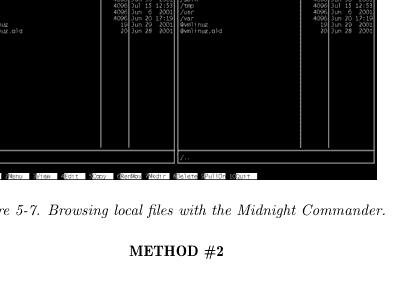 4096 Jul 15 12:53
/tmp 4096 Jul 15 12:53
4096 Jun 6 2001 /usr 4096 Jun 6 2001
4096 Jun 20 17:19 /var 4096 Jun 20 17:19
19 Jun 29 2001 @vmlinuz 19 Jun 29 2001
uz.old 20 Jun 28 2001 @vmlinuz.old 20 Jun 28 2001
/..
Menu View Edit Copy RenMov Mkdir Delete PullDn Quit
re 5-7. Browsing local files with the Midnight Commander.
METHOD #2